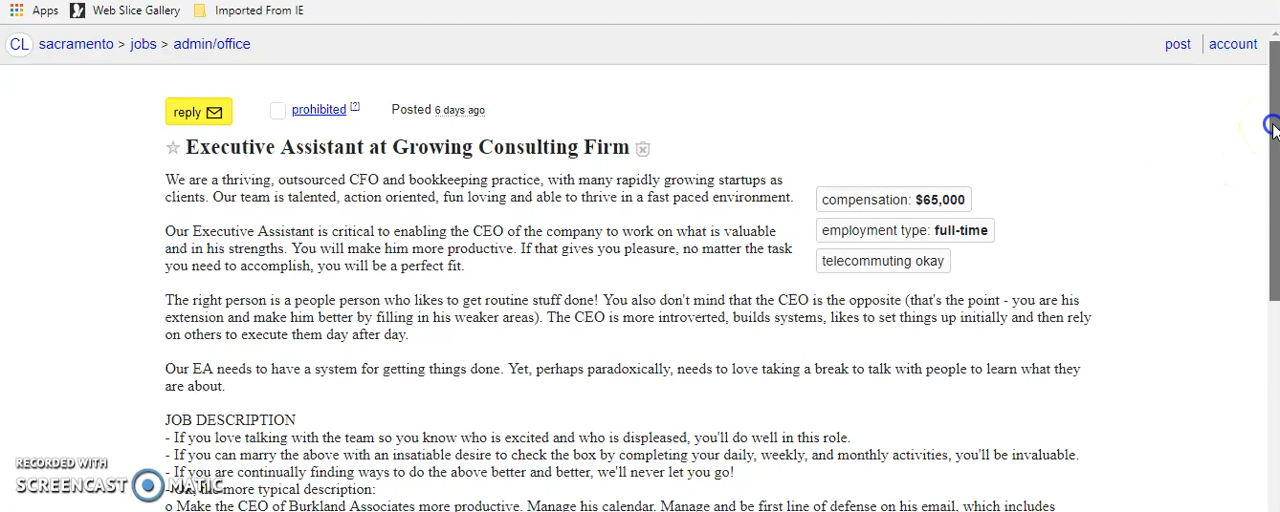 Apps Web Slice Gallery Imported From IE
CL sacramento > jobs > admin/office post account
reply prohibited [?] Posted 6 days ago
Executive Assistant at Growing Consulting Firm
We are a thriving, outsourced CFO and bookkeeping practice, with many rapidly growing startups as
clients. Our team is talented, action oriented, fun loving and able to thrive in a fast paced environment.
compensation: $65,000
employment type: full-time
telecommuting okay
Our Executive Assistant is critical to enabling the CEO of the company to work on what is valuable
and in his strengths. You will make him more productive. If that gives you pleasure, no matter the task
you need to accomplish, you will be a perfect fit.
The right person is a people person who likes to get routine stuff done! You also don't mind that the CEO is the opposite (that's the point - you are his
extension and make him better by filling in his weaker areas). The CEO is more introverted, builds systems, likes to set things up initially and then rely
on others to execute them day after day.
Our EA needs to have a system for getting things done. Yet, perhaps paradoxically, needs to love taking a break to talk with people to learn what they
are about.
JOB DESCRIPTION
- If you love talking with the team so you know who is excited and who is displeased, you'll do well in this role.
- If you can marry the above with an insatiable desire to check the box by completing your daily, weekly, and monthly activities, you'll be invaluable.
- If you are continually finding ways to do the above better and better, we'll never let you go!
more typical description:
o Make the CEO of Burkland Associates more productive. Manage his calendar. Manage and be first line of defense on his email, which includes
RECORDED WITH
SCREENCAST MATIC